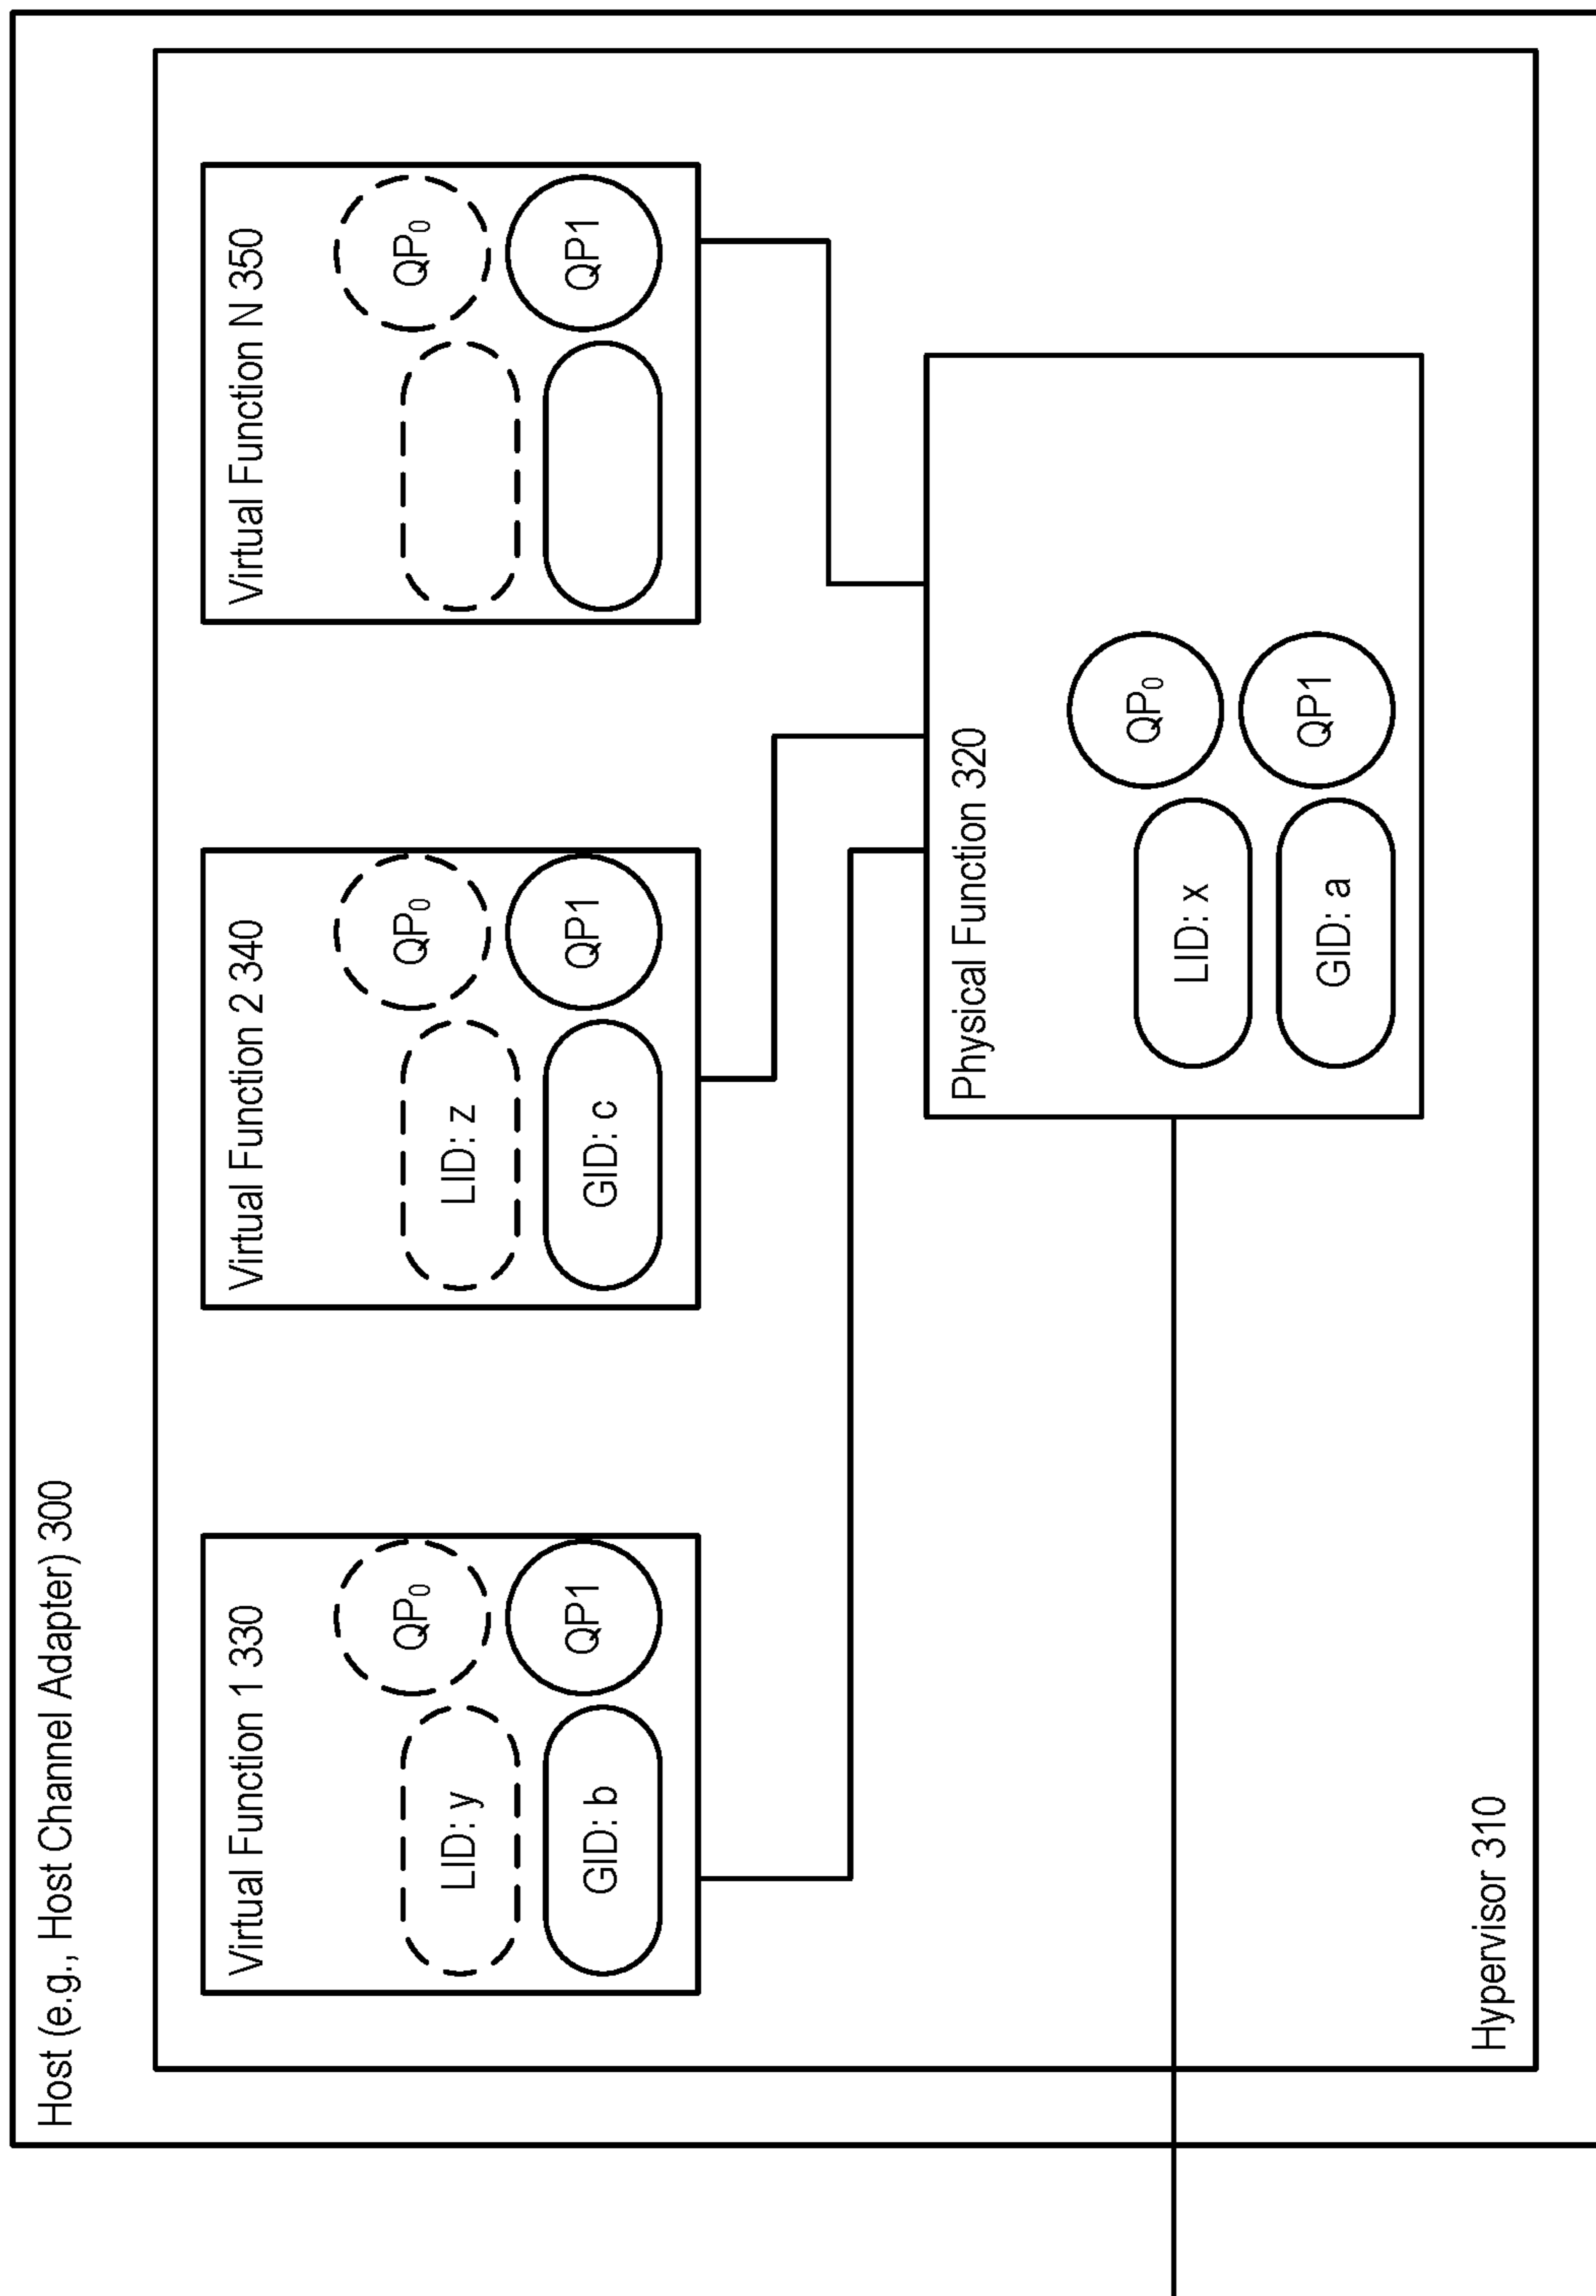 Host (e.g., Host Channel Adapter) 300
Virtual Function 1 330
QP0
LID: y
QP1
GID: b
Virtual Function 2 340
QP0
LID: z
QP1
GID: c
Virtual Function N 350
QP0
QP1
Physical Function 320
QP0
LID: x
QP1
GID: a
Hypervisor 310